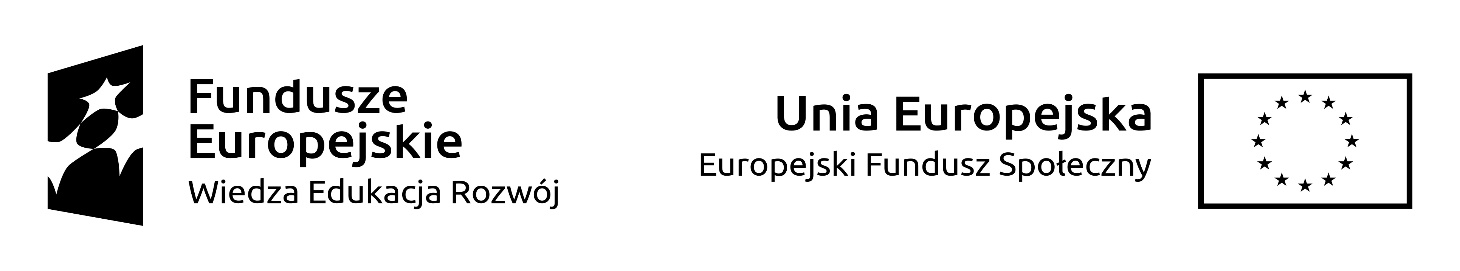 Fundusze
Europejskie
Wiedza Edukacja Rozwój
Unia Europejska
Europejski Fundusz Społeczny